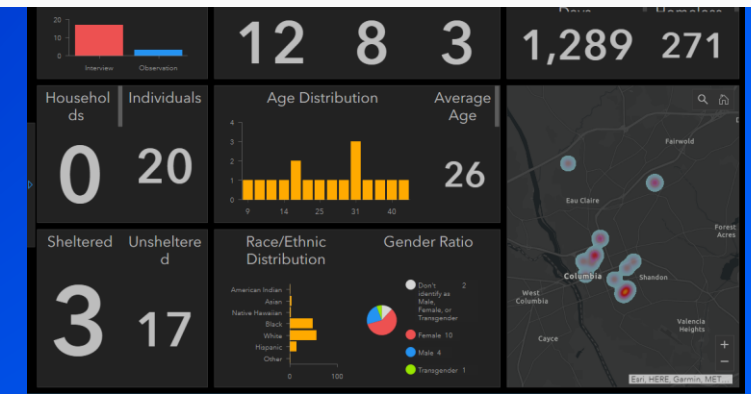 Days
Homeless
20
10
0
Interview
Observation
12
8
3
1,289
271
Househol
ds
0
Individuals
20
Age Distribution
4
3
2
1
0
9
14
25
31
40
Average
Age
26
Sheltered
3
Unsheltere
d
17
Race/Ethnic
Distribution
American Indian
Asian
Native Hawaiian
Black
White
Hispanic
Other
0
100
Gender Ratio
Don't
identify as
Male,
Female, or
Transgender
2
Female 10
Male 4
Transgender 1
Fairwold
Eau Claire
Forest
Acres
Columbia
Shandon
West
Columbia
Valencia
Heights
Cayce
+
−
Esri, HERE, Garmin, MET...